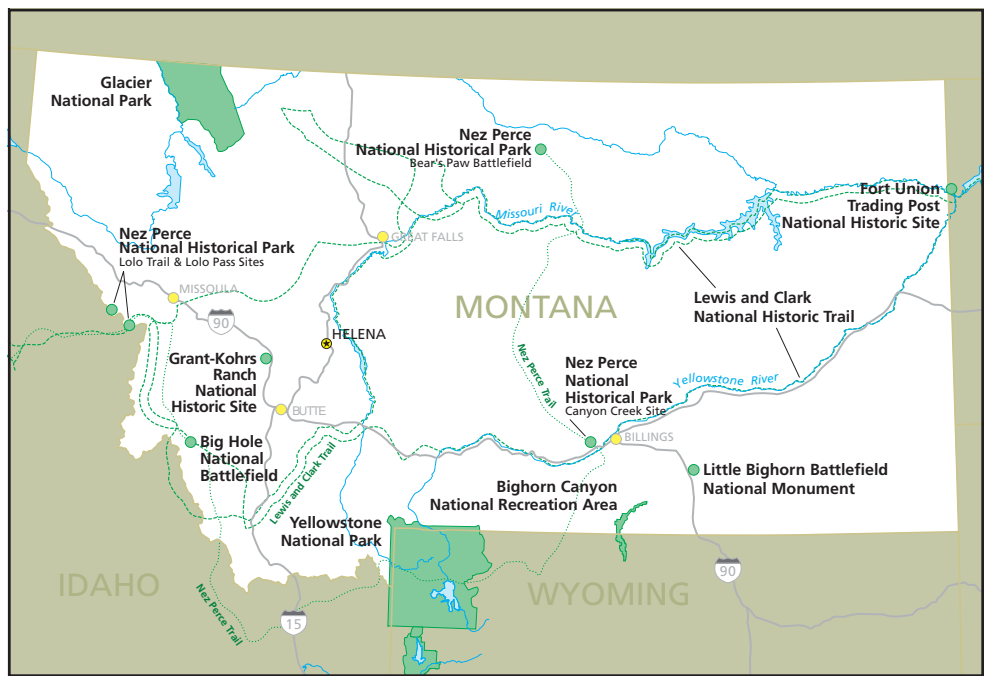 Glacier
National Park
Nez Perce
National Historical Park
Bear's Paw Battlefield
Missouri River
Fort Union
Trading Post
National Historic Site
Nez Perce
National Historical Park
Lolo Trail & Lolo Pass Sites
GREAT FALLS
MISSOULA
90
MONTANA
Lewis and Clark
National Historic Trail
HELENA
Grant-Kohrs
Ranch
National
Historic Site
Nez Perce Trail
Nez Perce
National
Historical Park
Canyon Creek Site
Yellowstone River
BUTTE
BILLINGS
Big Hole
National
Battlefield
Lewis and Clark Trail
Little Bighorn Battlefield
National Monument
Bighorn Canyon
National Recreation Area
Yellowstone
National Park
IDAHO
WYOMING
90
Nez Perce Trail
15